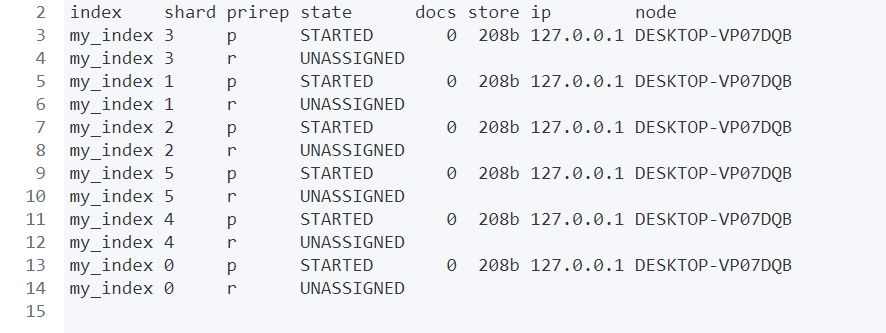 2 index    shard prirep state      docs store ip        node
3 my_index 3     p      STARTED       0  208b 127.0.0.1 DESKTOP-VP07DQB
4 my_index 3     r      UNASSIGNED
5 my_index 1     p      STARTED       0  208b 127.0.0.1 DESKTOP-VP07DQB
6 my_index 1     r      UNASSIGNED
7 my_index 2     p      STARTED       0  208b 127.0.0.1 DESKTOP-VP07DQB
8 my_index 2     r      UNASSIGNED
9 my_index 5     p      STARTED       0  208b 127.0.0.1 DESKTOP-VP07DQB
10 my_index 5     r      UNASSIGNED
11 my_index 4     p      STARTED       0  208b 127.0.0.1 DESKTOP-VP07DQB
12 my_index 4     r      UNASSIGNED
13 my_index 0     p      STARTED       0  208b 127.0.0.1 DESKTOP-VP07DQB
14 my_index 0     r      UNASSIGNED
15